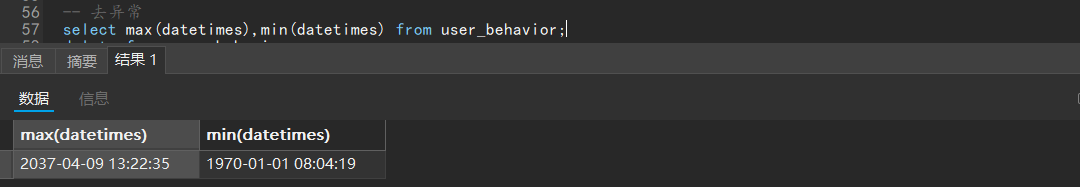 56 -- 去异常
57 select max(datetimes),min(datetimes) from user_behavior;
消息 摘要 结果 1
数据 信息
max(datetimes) min(datetimes)
2037-04-09 13:22:35 1970-01-01 08:04:19